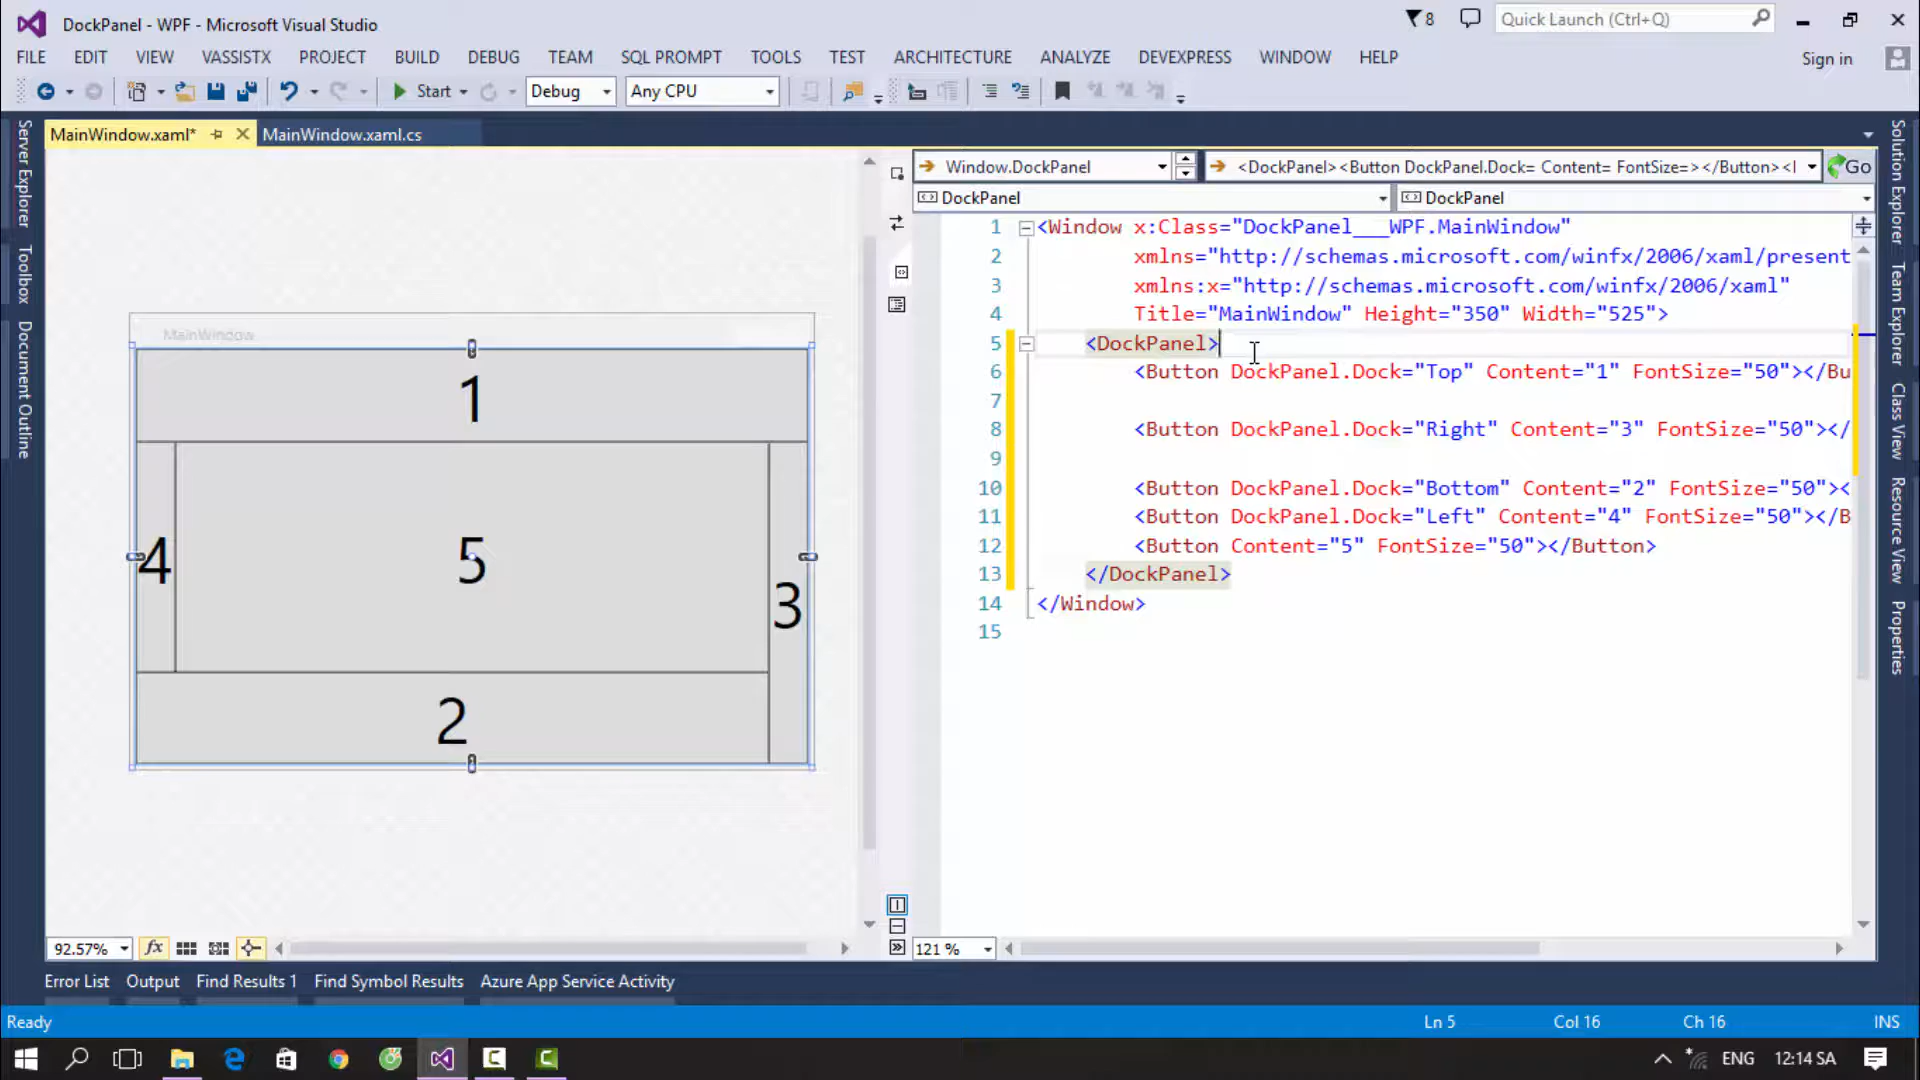 DockPanel - WPF - Microsoft Visual Studio
8
Quick Launch (Ctrl+Q)
FILE EDIT VIEW VASSISTX PROJECT BUILD DEBUG TEAM SQL PROMPT TOOLS TEST ARCHITECTURE ANALYZE DEVEXPRESS WINDOW HELP
Sign in
Start Debug Any CPU
MainWindow.xaml* MainWindow.xaml.cs
Server Explorer
Toolbox
Document Outline
MainWindow
1
4
5
3
2
Window.DockPanel
<DockPanel><Button DockPanel.Dock= Content= FontSize=></Button><I
Go
DockPanel
DockPanel
1 <Window x:Class="DockPanel___WPF.MainWindow"
2 xmlns="http://schemas.microsoft.com/winfx/2006/xaml/present
3 xmlns:x="http://schemas.microsoft.com/winfx/2006/xaml"
4 Title="MainWindow" Height="350" Width="525">
5 <DockPanel>
6 <Button DockPanel.Dock="Top" Content="1" FontSize="50"></Bu
7
8 <Button DockPanel.Dock="Right" Content="3" FontSize="50"></
9
10 <Button DockPanel.Dock="Bottom" Content="2" FontSize="50"><
11 <Button DockPanel.Dock="Left" Content="4" FontSize="50"></B
12 <Button Content="5" FontSize="50"></Button>
13 </DockPanel>
14 </Window>
15
Solution Explorer
Team Explorer
Class View
Resource View
Properties
92.57% fx
121 %
Error List Output Find Results 1 Find Symbol Results Azure App Service Activity
Ready Ln 5 Col 16 Ch 16 INS
ENG 12:14 SA